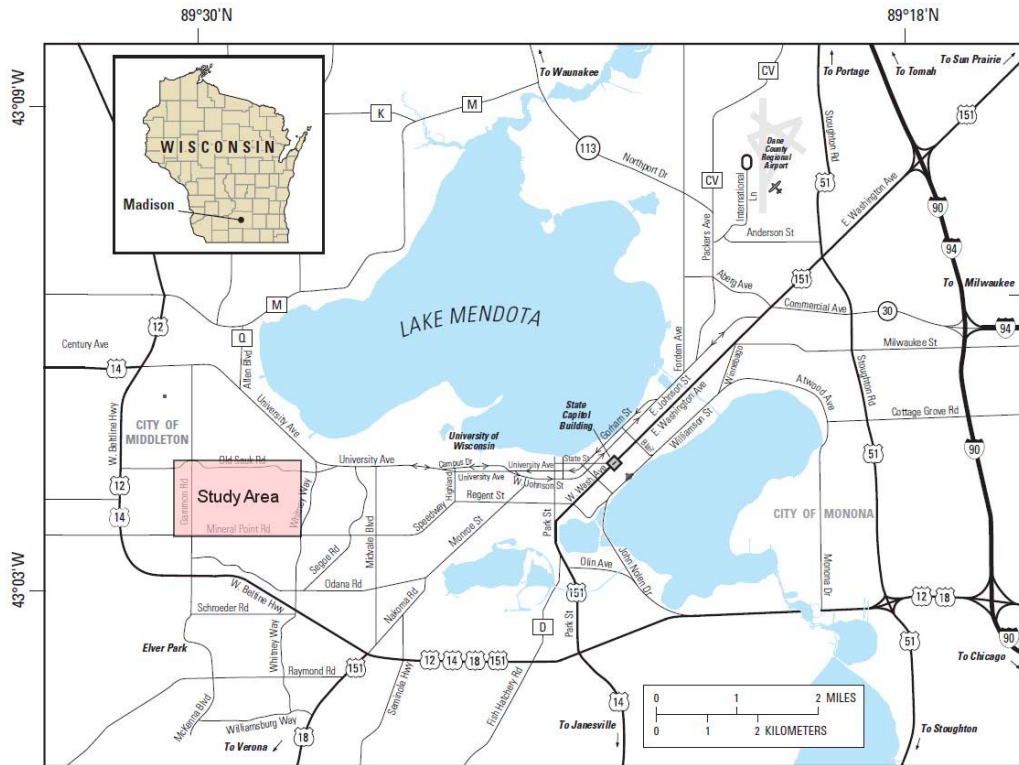 89°30'N
89°18'N
43°09'W
43°03'W
WISCONSIN
Madison
To Waunakee
CV
To Portage
To Tomah
To Sun Prairie
K
M
113
Northport Dr
CV
International Ln
Dane
County
Regional
Airport
Stoughton Rd
51
151
E. Washington Ave
90
94
Packers Ave
Anderson St
LAKE MENDOTA
M
Q
Allen Blvd
12
Century Ave
14
Aberg Ave
151
Commercial Ave
30
To Milwaukee
94
Milwaukee St
Fordem Ave
Winnebago
Stoughton Rd
Atwood Ave
Cottage Grove Rd
90
W. Beltline Hwy
CITY OF
MIDDLETON
University Ave
State
Capitol
Building
Gorham St
E. Johnson St
E. Washington Ave
Williamson St
Blair
University of
Wisconsin
Old Sauk Rd
University Ave
Campus Dr
University Ave
State St
University Ave
W. Johnson St
W. Wash Ave
Highland
Regent St
Speedway
Monroe St
Park St
51
CITY OF MONONA
12
14
Gammon Rd
Study Area
Whitney Way
Mineral Point Rd
Segoe Rd
Midvale Blvd
Odana Rd
Nakoma Rd
W. Beltline Hwy
Olin Ave
John Nolen Dr
Monona Dr
151
Park St
D
12
18
51
90
To Chicago
Schroeder Rd
Elver Park
Whitney Way
Raymond Rd
151
12
14
18
151
Seminole Hwy
Fish Hatchery Rd
McKenna Blvd
Williamsburg Way
To Verona
18
To Janesville
14
To Stoughton
0 1 2 MILES
0 1 2 KILOMETERS